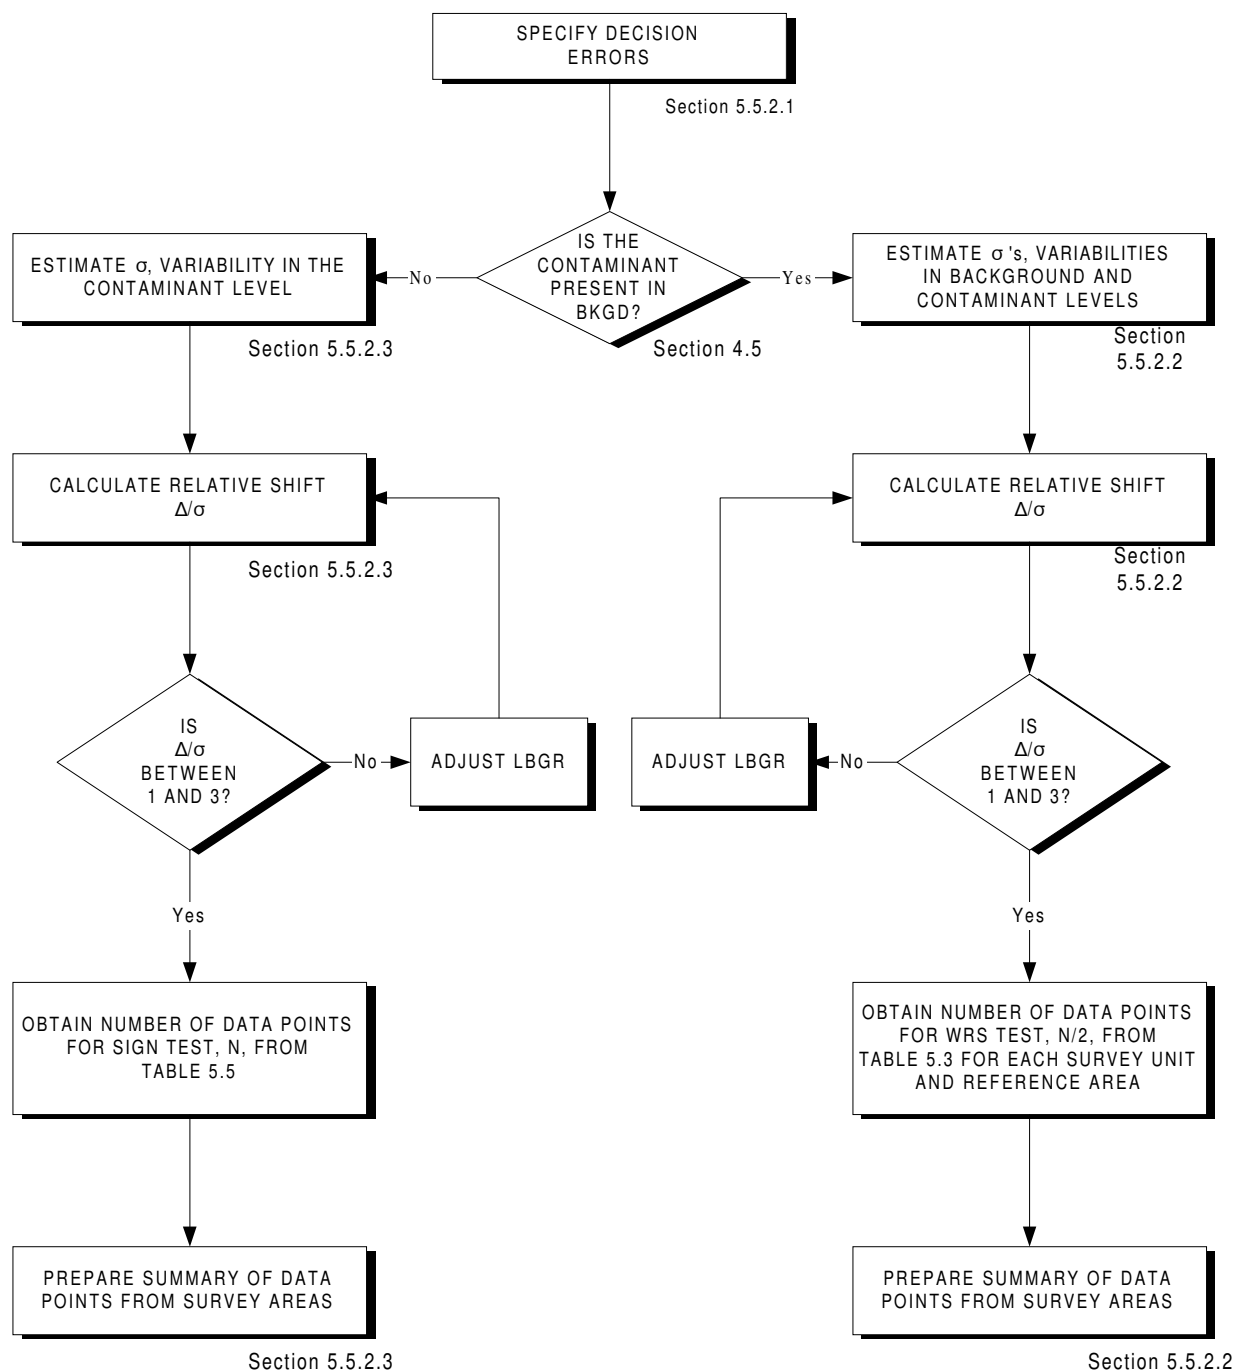 SPECIFY DECISION
ERRORS
Section 5.5.2.1
IS THE
CONTAMINANT
PRESENT IN
BKGD?
Section 4.5
No
Yes
ESTIMATE σ, VARIABILITY IN THE
CONTAMINANT LEVEL
Section 5.5.2.3
ESTIMATE σ 's, VARIABILITIES
IN BACKGROUND AND
CONTAMINANT LEVELS
Section
5.5.2.2
CALCULATE RELATIVE SHIFT
Δ/σ
Section 5.5.2.3
CALCULATE RELATIVE SHIFT
Δ/σ
Section
5.5.2.2
IS
Δ/σ
BETWEEN
1 AND 3?
No
ADJUST LBGR
ADJUST LBGR
No
IS
Δ/σ
BETWEEN
1 AND 3?
Yes
Yes
OBTAIN NUMBER OF DATA POINTS
FOR SIGN TEST, N, FROM
TABLE 5.5
OBTAIN NUMBER OF DATA POINTS
FOR WRS TEST, N/2, FROM
TABLE 5.3 FOR EACH SURVEY UNIT
AND REFERENCE AREA
PREPARE SUMMARY OF DATA
POINTS FROM SURVEY AREAS
Section 5.5.2.3
PREPARE SUMMARY OF DATA
POINTS FROM SURVEY AREAS
Section 5.5.2.2